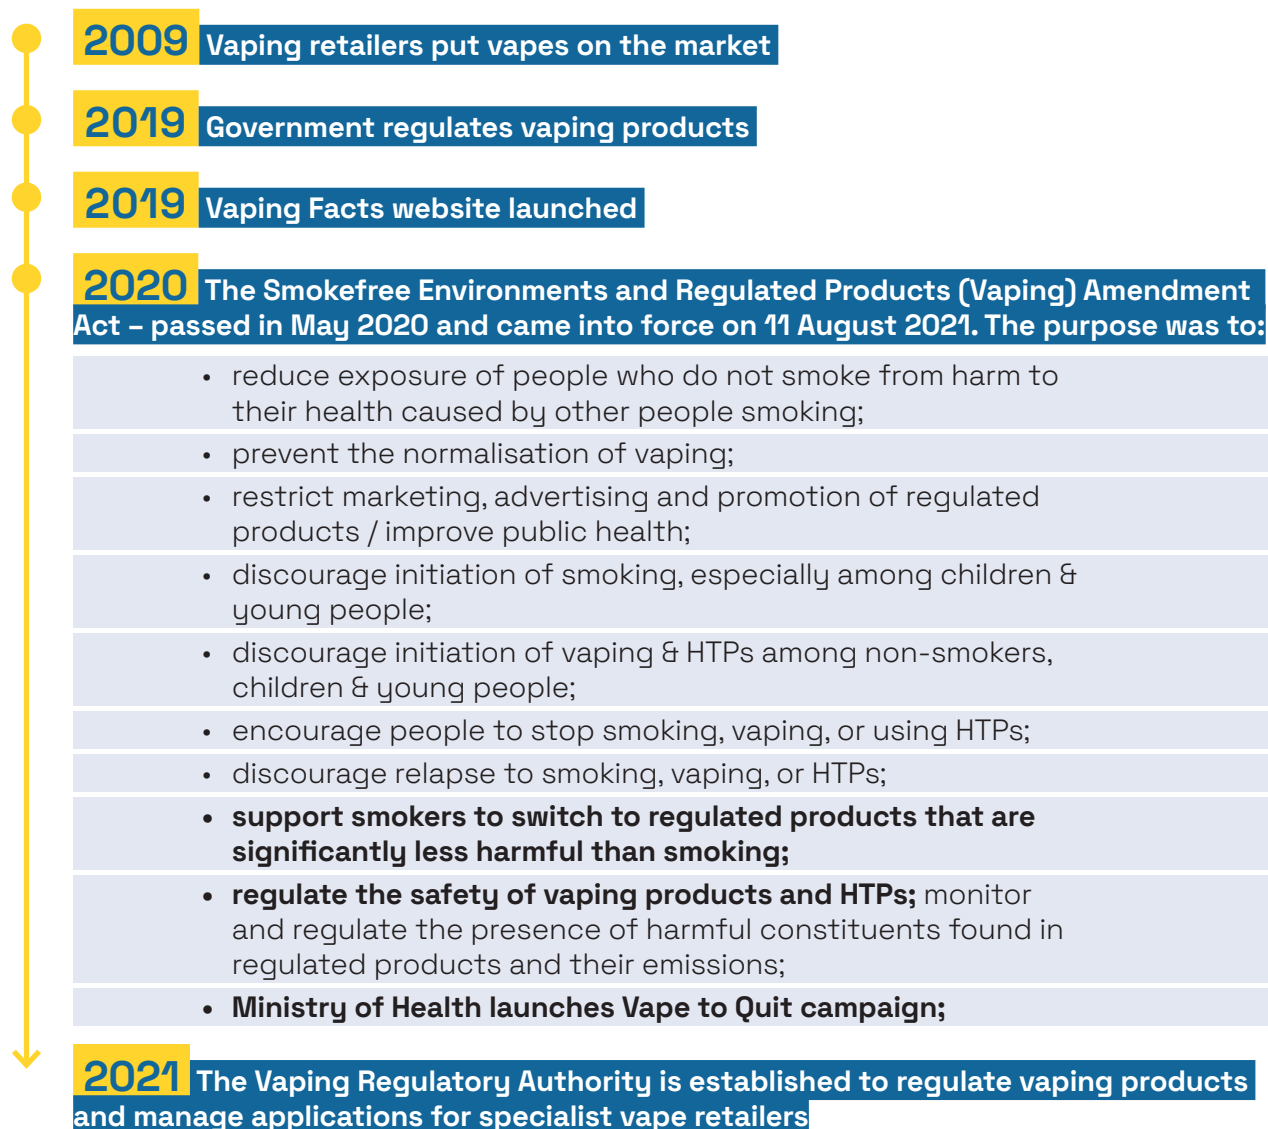 2009 Vaping retailers put vapes on the market
2019 Government regulates vaping products
2019 Vaping Facts website launched
2020 The Smokefree Environments and Regulated Products (Vaping) Amendment
Act – passed in May 2020 and came into force on 11 August 2021. The purpose was to:
• reduce exposure of people who do not smoke from harm to
their health caused by other people smoking;
• prevent the normalisation of vaping;
• restrict marketing, advertising and promotion of regulated
products / improve public health;
• discourage initiation of smoking, especially among children &
young people;
• discourage initiation of vaping & HTPs among non-smokers,
children & young people;
• encourage people to stop smoking, vaping, or using HTPs;
• discourage relapse to smoking, vaping, or HTPs;
• support smokers to switch to regulated products that are
significantly less harmful than smoking;
• regulate the safety of vaping products and HTPs; monitor
and regulate the presence of harmful constituents found in
regulated products and their emissions;
• Ministry of Health launches Vape to Quit campaign;
2021 The Vaping Regulatory Authority is established to regulate vaping products
and manage applications for specialist vape retailers